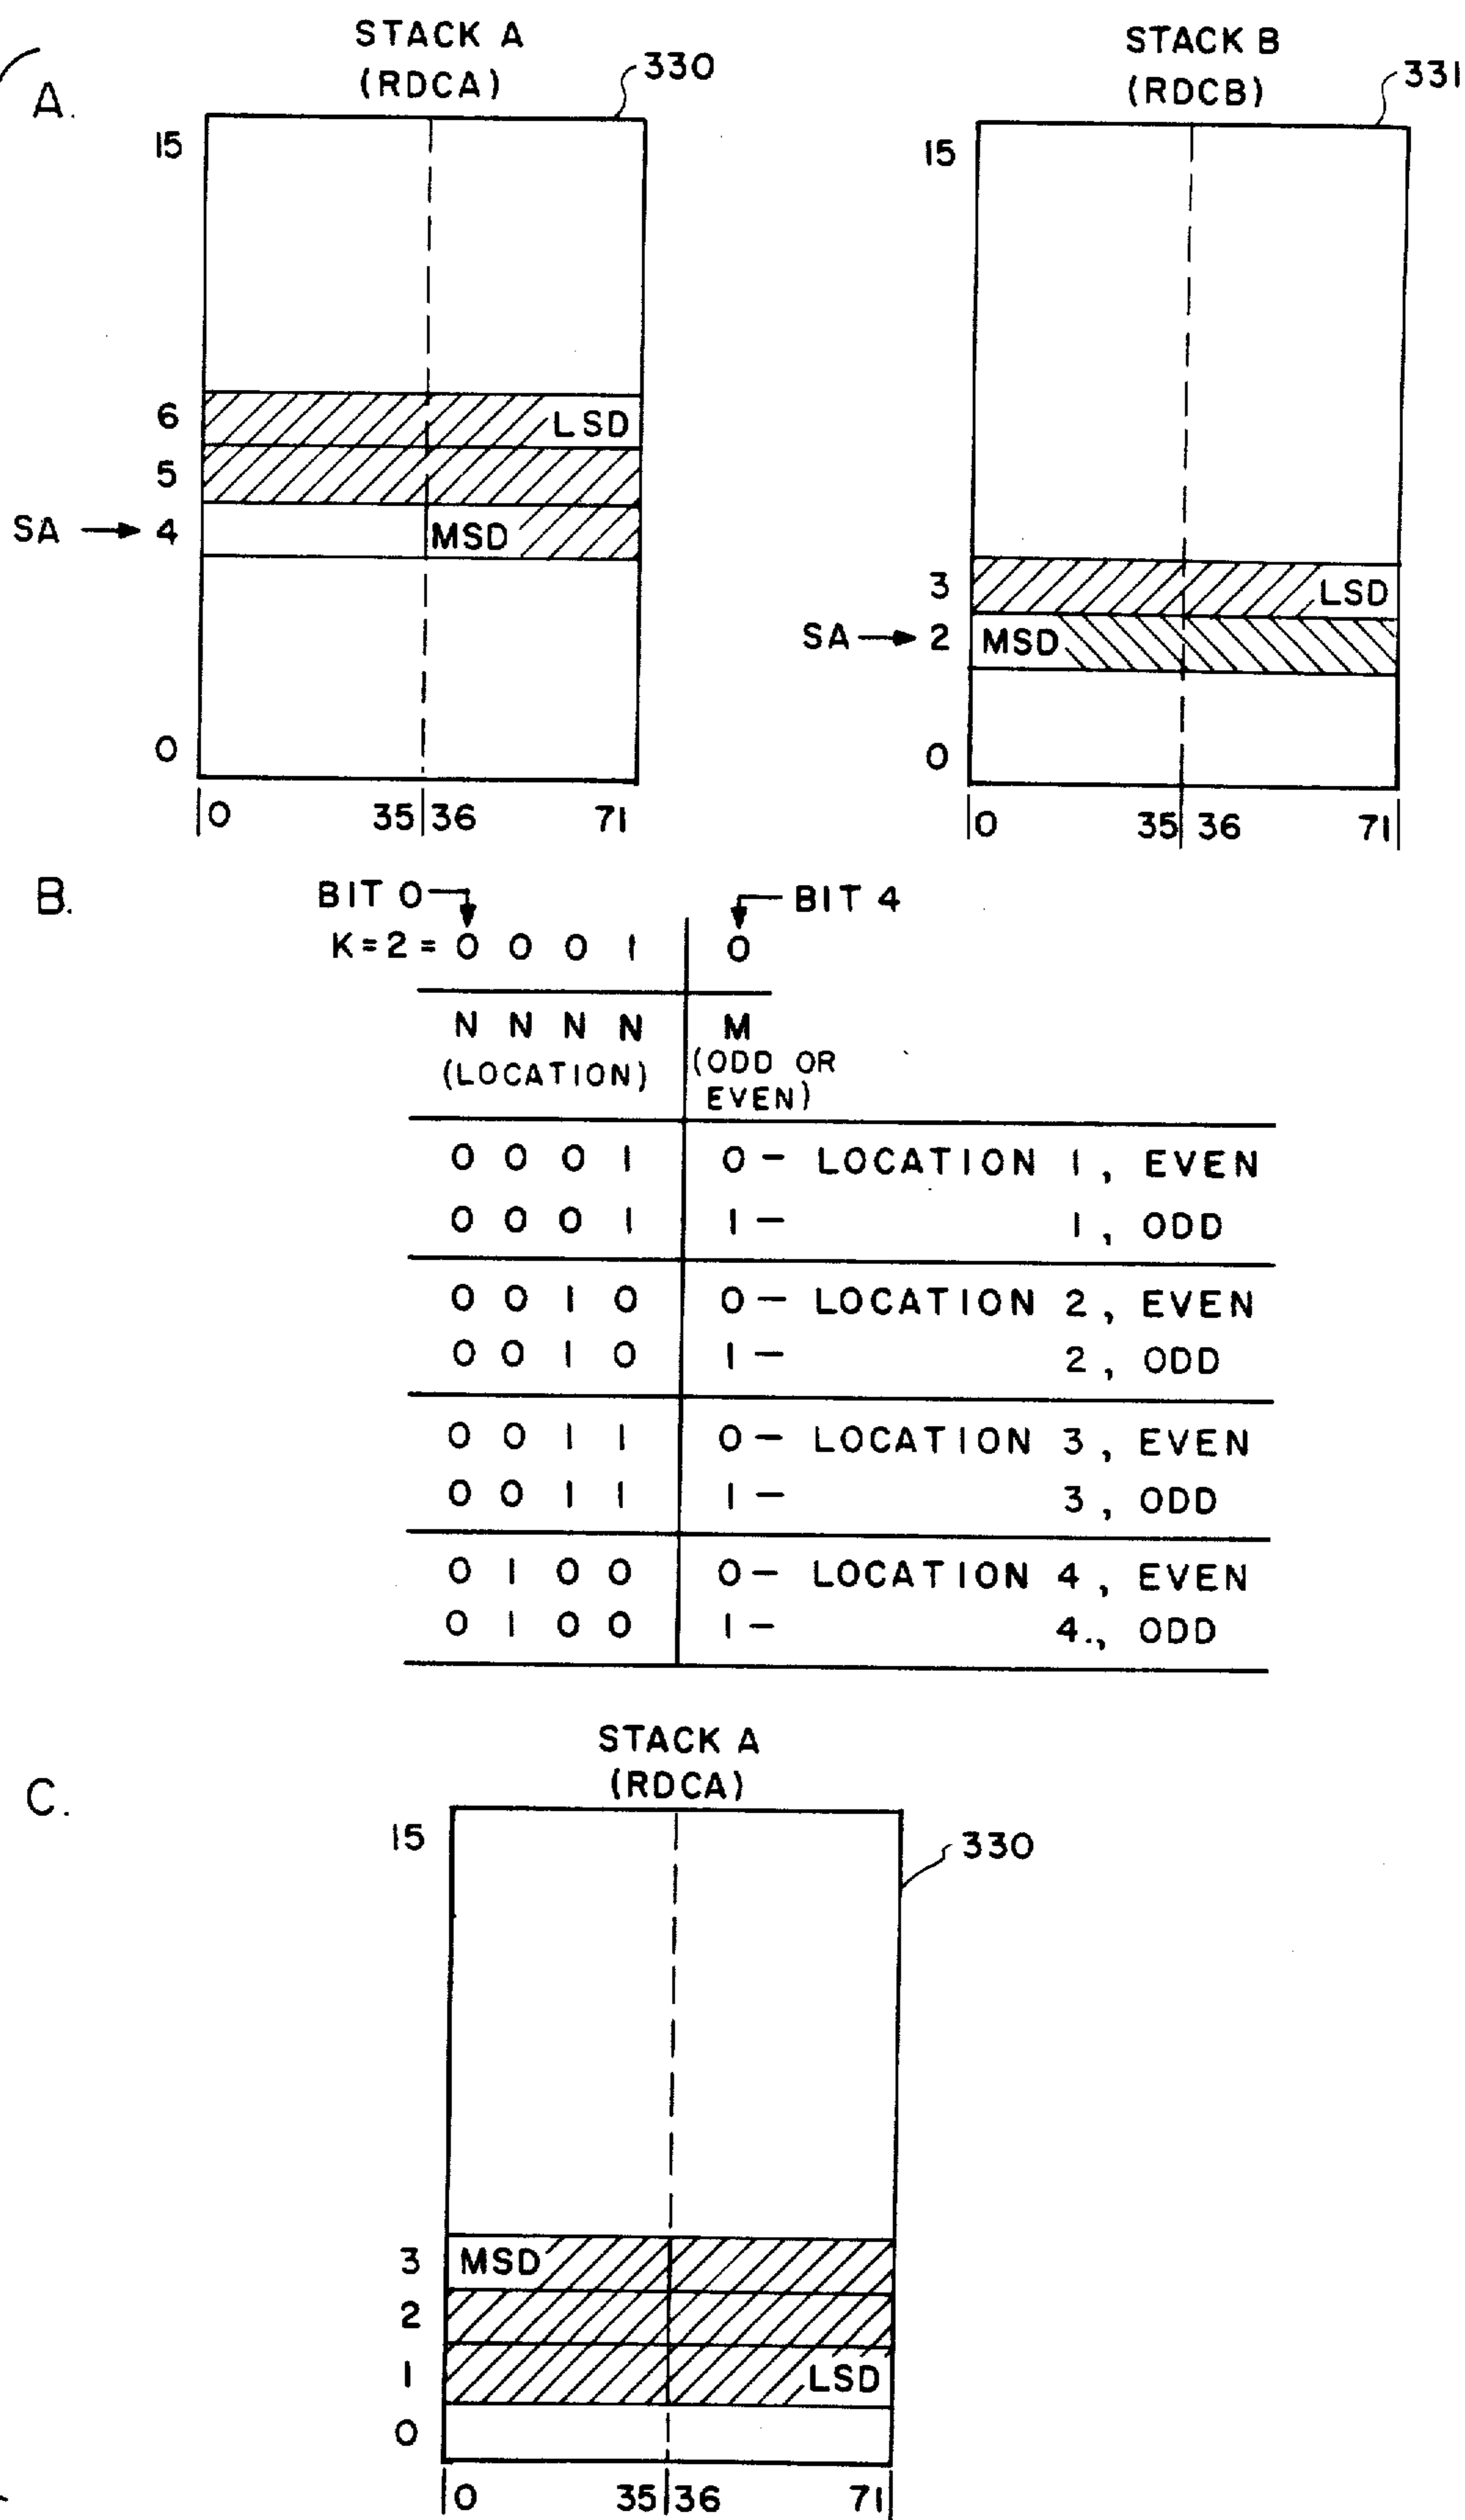 A.
STACK A
(RDCA)
330
15
6
LSD
5
SA
4
MSD
0
0
35
36
71
STACK B
(RDCB)
331
15
3
LSD
SA
2
MSD
0
0
35
36
71
B.
BIT 0
BIT 4
K=2= 0 0 0 1 0
N N N N M
(LOCATION) (ODD OR
EVEN)
0 0 0 1 0 - LOCATION 1, EVEN
0 0 0 1 1 - 1, ODD
0 0 1 0 0 - LOCATION 2, EVEN
0 0 1 0 1 - 2, ODD
0 0 1 1 0 - LOCATION 3, EVEN
0 0 1 1 1 - 3, ODD
0 1 0 0 0 - LOCATION 4, EVEN
0 1 0 0 1 - 4., ODD
C.
STACK A
(RDCA)
15
330
3
MSD
2
1
LSD
0
0
35
36
71